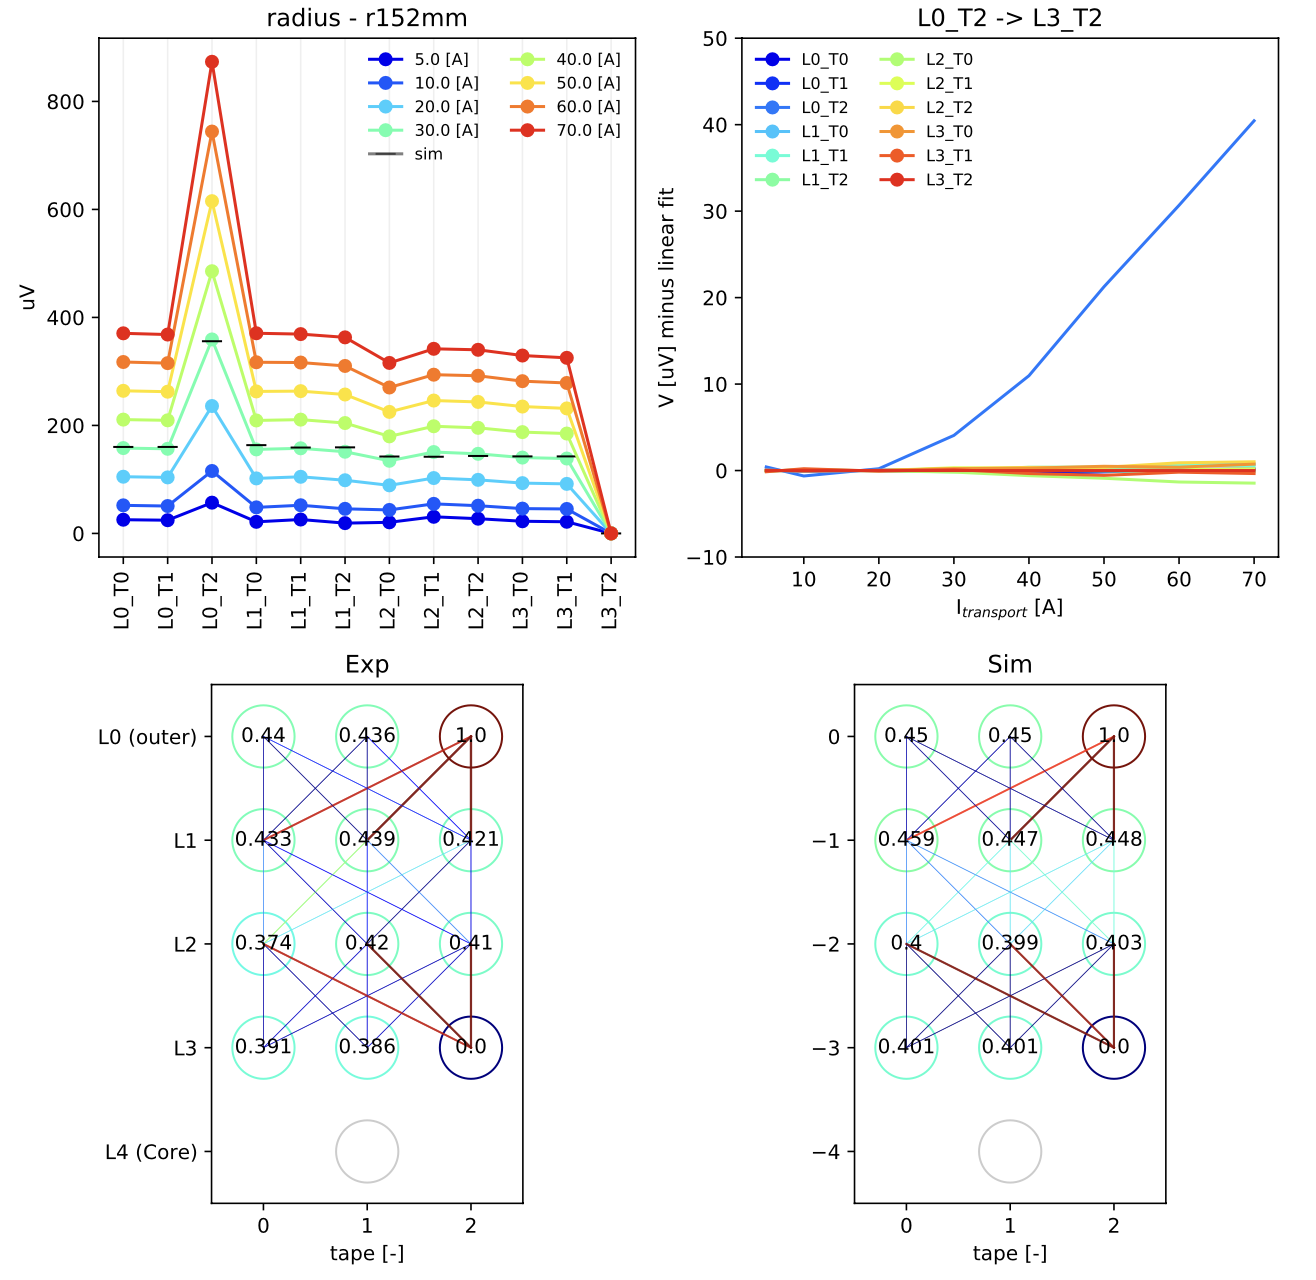 radius - r152mm
800
600
400
200
0
uV
5.0 [A]
10.0 [A]
20.0 [A]
30.0 [A]
sim
40.0 [A]
50.0 [A]
60.0 [A]
70.0 [A]
L0_T0
L0_T1
L0_T2
L1_T0
L1_T1
L1_T2
L2_T0
L2_T1
L2_T2
L3_T0
L3_T1
L3_T2
L0_T2 -> L3_T2
50
40
30
20
10
0
−10
V [uV] minus linear fit
L0_T0
L0_T1
L0_T2
L1_T0
L1_T1
L1_T2
L2_T0
L2_T1
L2_T2
L3_T0
L3_T1
L3_T2
10 20 30 40 50 60 70
Itransport [A]
Exp
L0 (outer)
L1
L2
L3
L4 (Core)
0.44 0.436 1.0
0.433 0.439 0.421
0.374 0.42 0.41
0.391 0.386 0.0
0 1 2
tape [-]
Sim
0
−1
−2
−3
−4
0.45 0.45 1.0
0.459 0.447 0.448
0.4 0.399 0.403
0.401 0.401 0.0
0 1 2
tape [-]